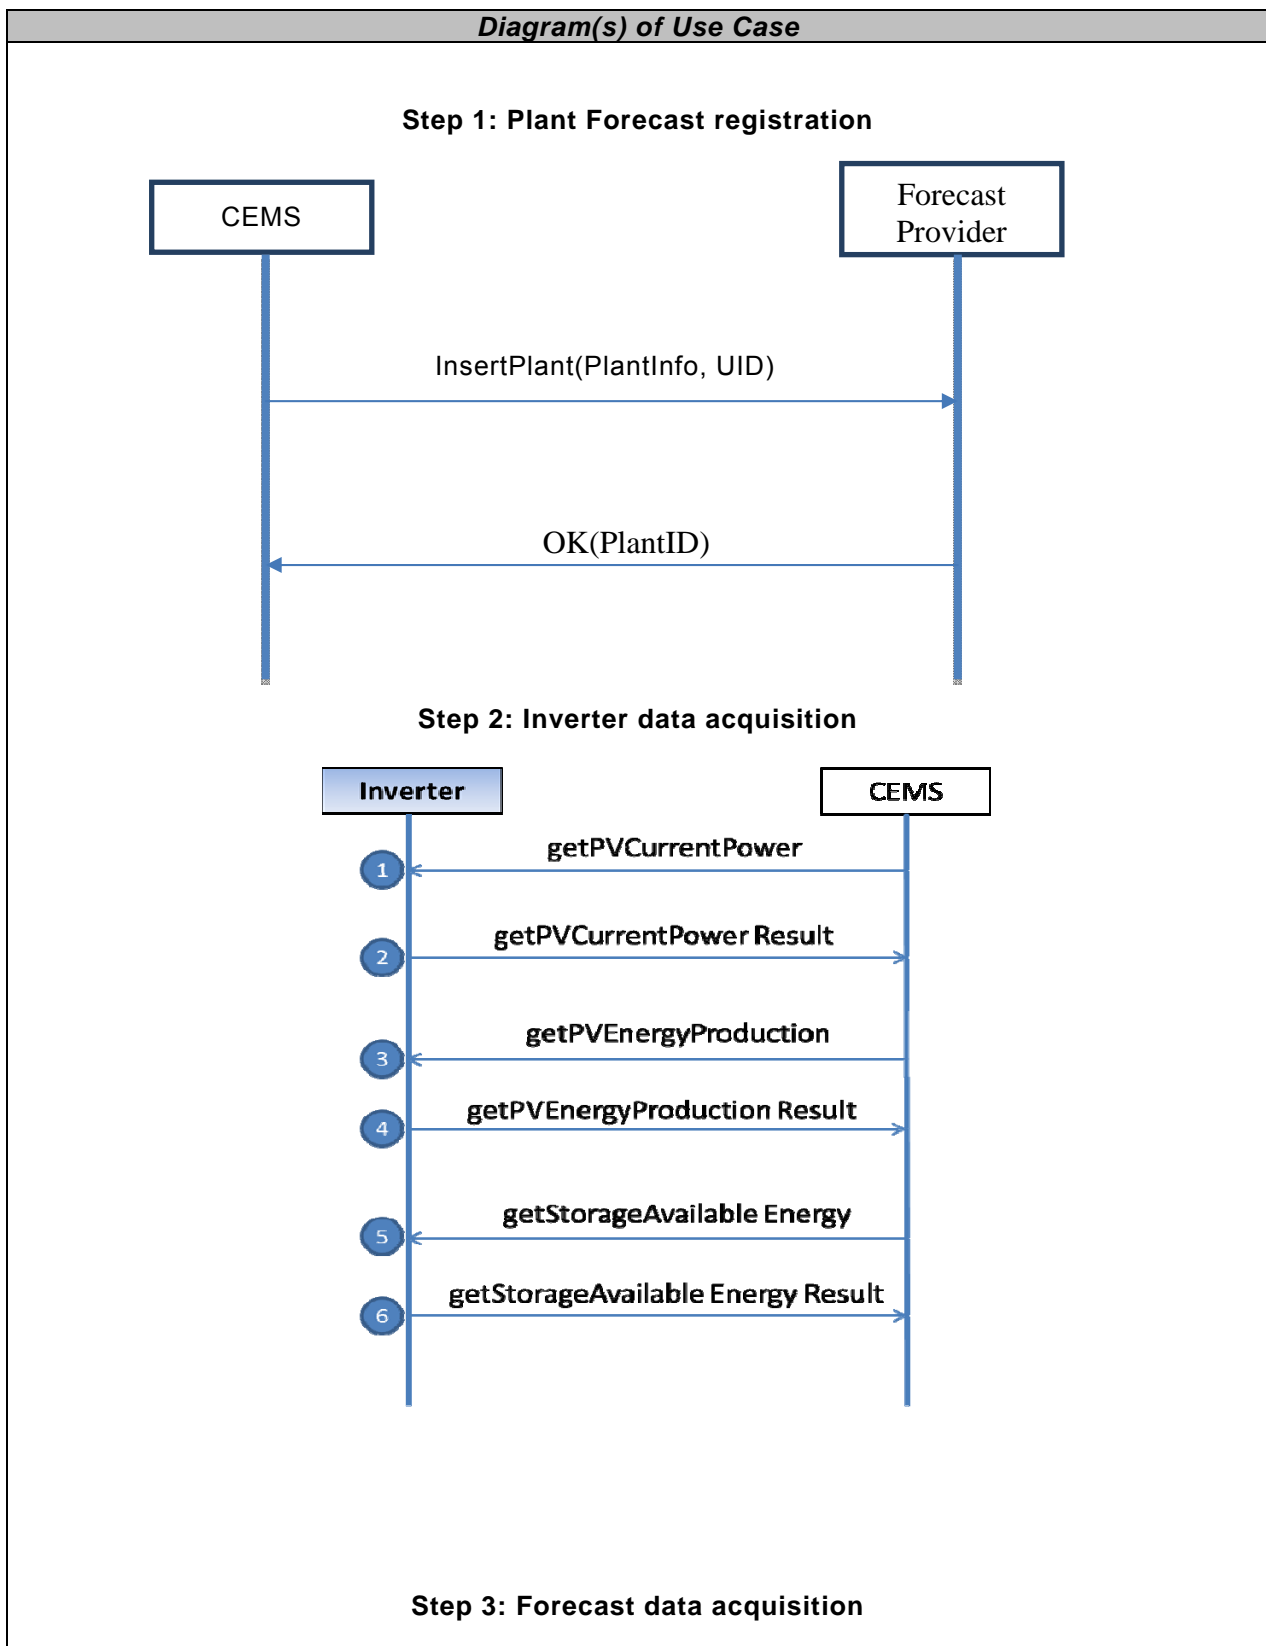 Diagram(s) of Use Case
Step 1: Plant Forecast registration
CEMS
Forecast
Provider
InsertPlant(PlantInfo, UID)
OK(PlantID)
Step 2: Inverter data acquisition
Inverter
CEMS
getPVCurrentPower
1
getPVCurrentPower Result
2
getPVEnergyProduction
3
getPVEnergyProduction Result
4
getStorageAvailable Energy
5
getStorageAvailable Energy Result
6
Step 3: Forecast data acquisition